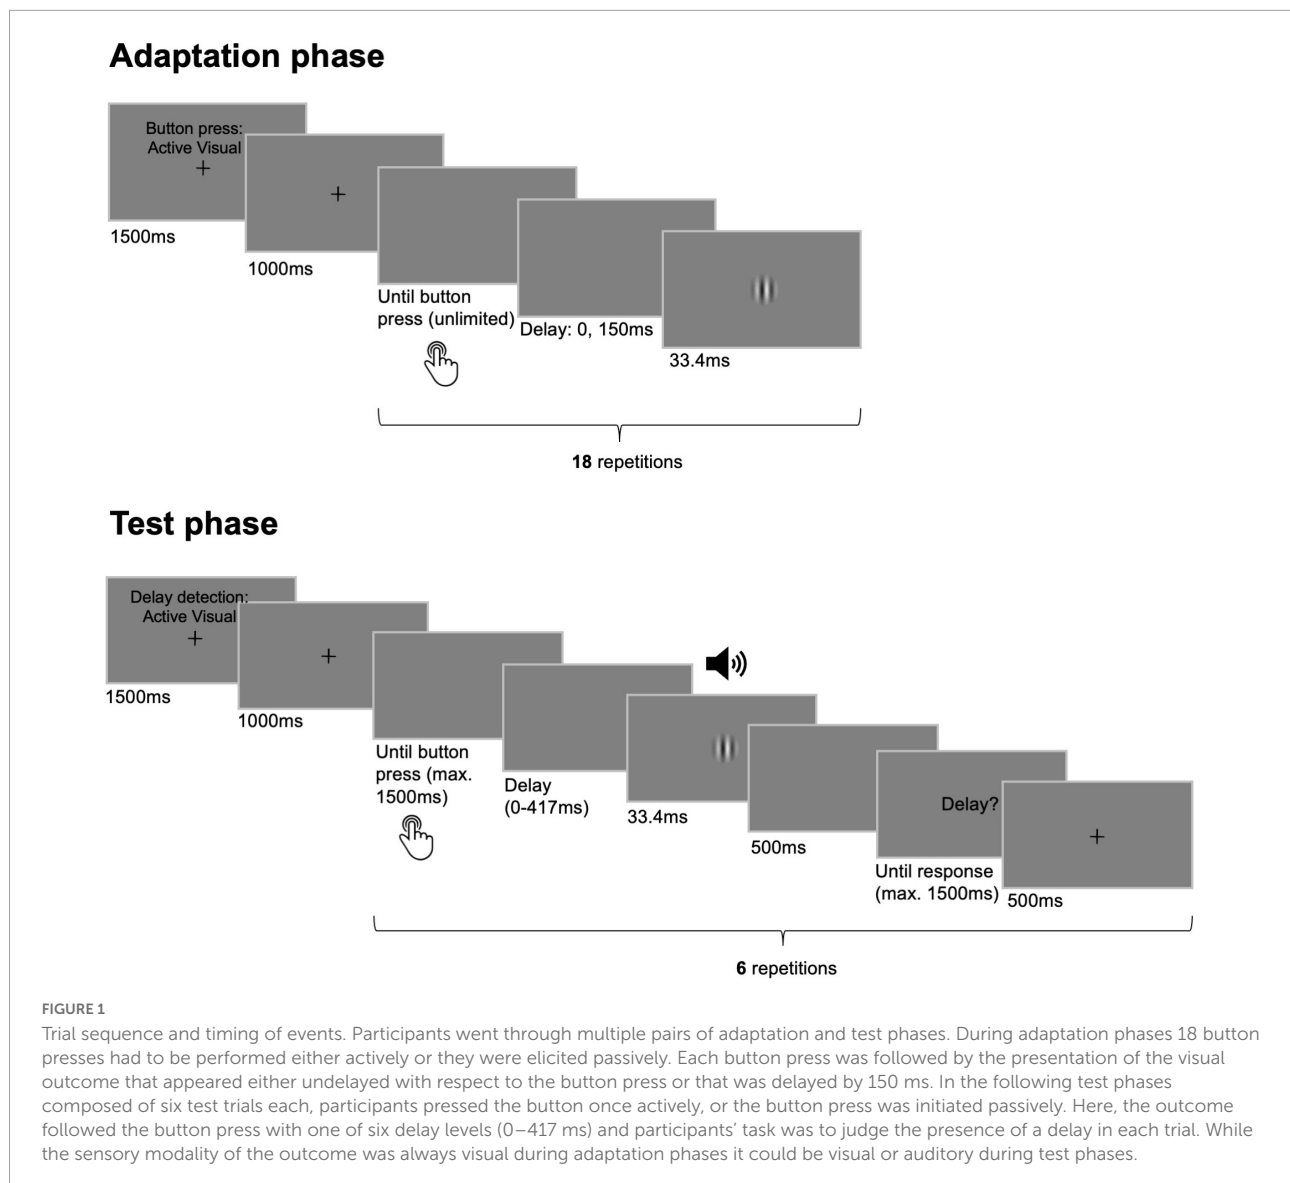 Adaptation phase
Button press:
Active Visual
1500ms
1000ms
Until button
press (unlimited)
Delay: 0, 150ms
33.4ms
18 repetitions
Test phase
Delay detection:
Active Visual
1500ms
1000ms
Until button
press (max.
1500ms)
Delay
(0-417ms)
33.4ms
500ms
Delay?
Until response
(max. 1500ms)
500ms
6 repetitions
FIGURE 1
Trial sequence and timing of events. Participants went through multiple pairs of adaptation and test phases. During adaptation phases 18 button
presses had to be performed either actively or they were elicited passively. Each button press was followed by the presentation of the visual
outcome that appeared either undelayed with respect to the button press or that was delayed by 150 ms. In the following test phases
composed of six test trials each, participants pressed the button once actively, or the button press was initiated passively. Here, the outcome
followed the button press with one of six delay levels (0–417 ms) and participants’ task was to judge the presence of a delay in each trial. While
the sensory modality of the outcome was always visual during adaptation phases it could be visual or auditory during test phases.